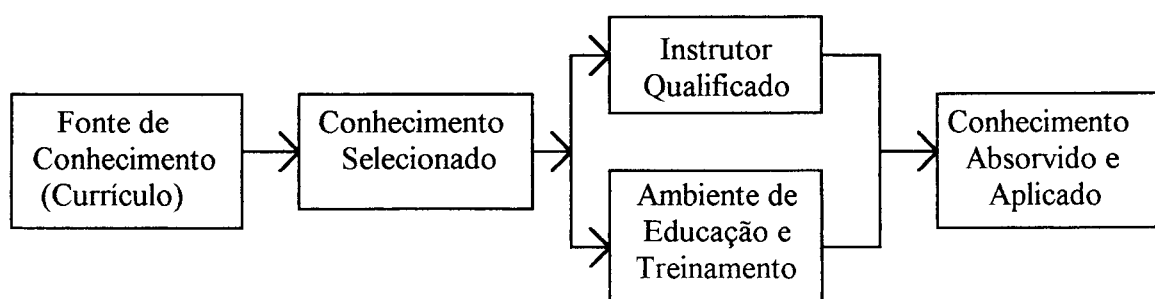 Fonte de
Conhecimento
(Currículo)
Conhecimento
Selecionado
Instrutor
Qualificado
Ambiente de
Educação e
Treinamento
Conhecimento
Absorvido e
Aplicado